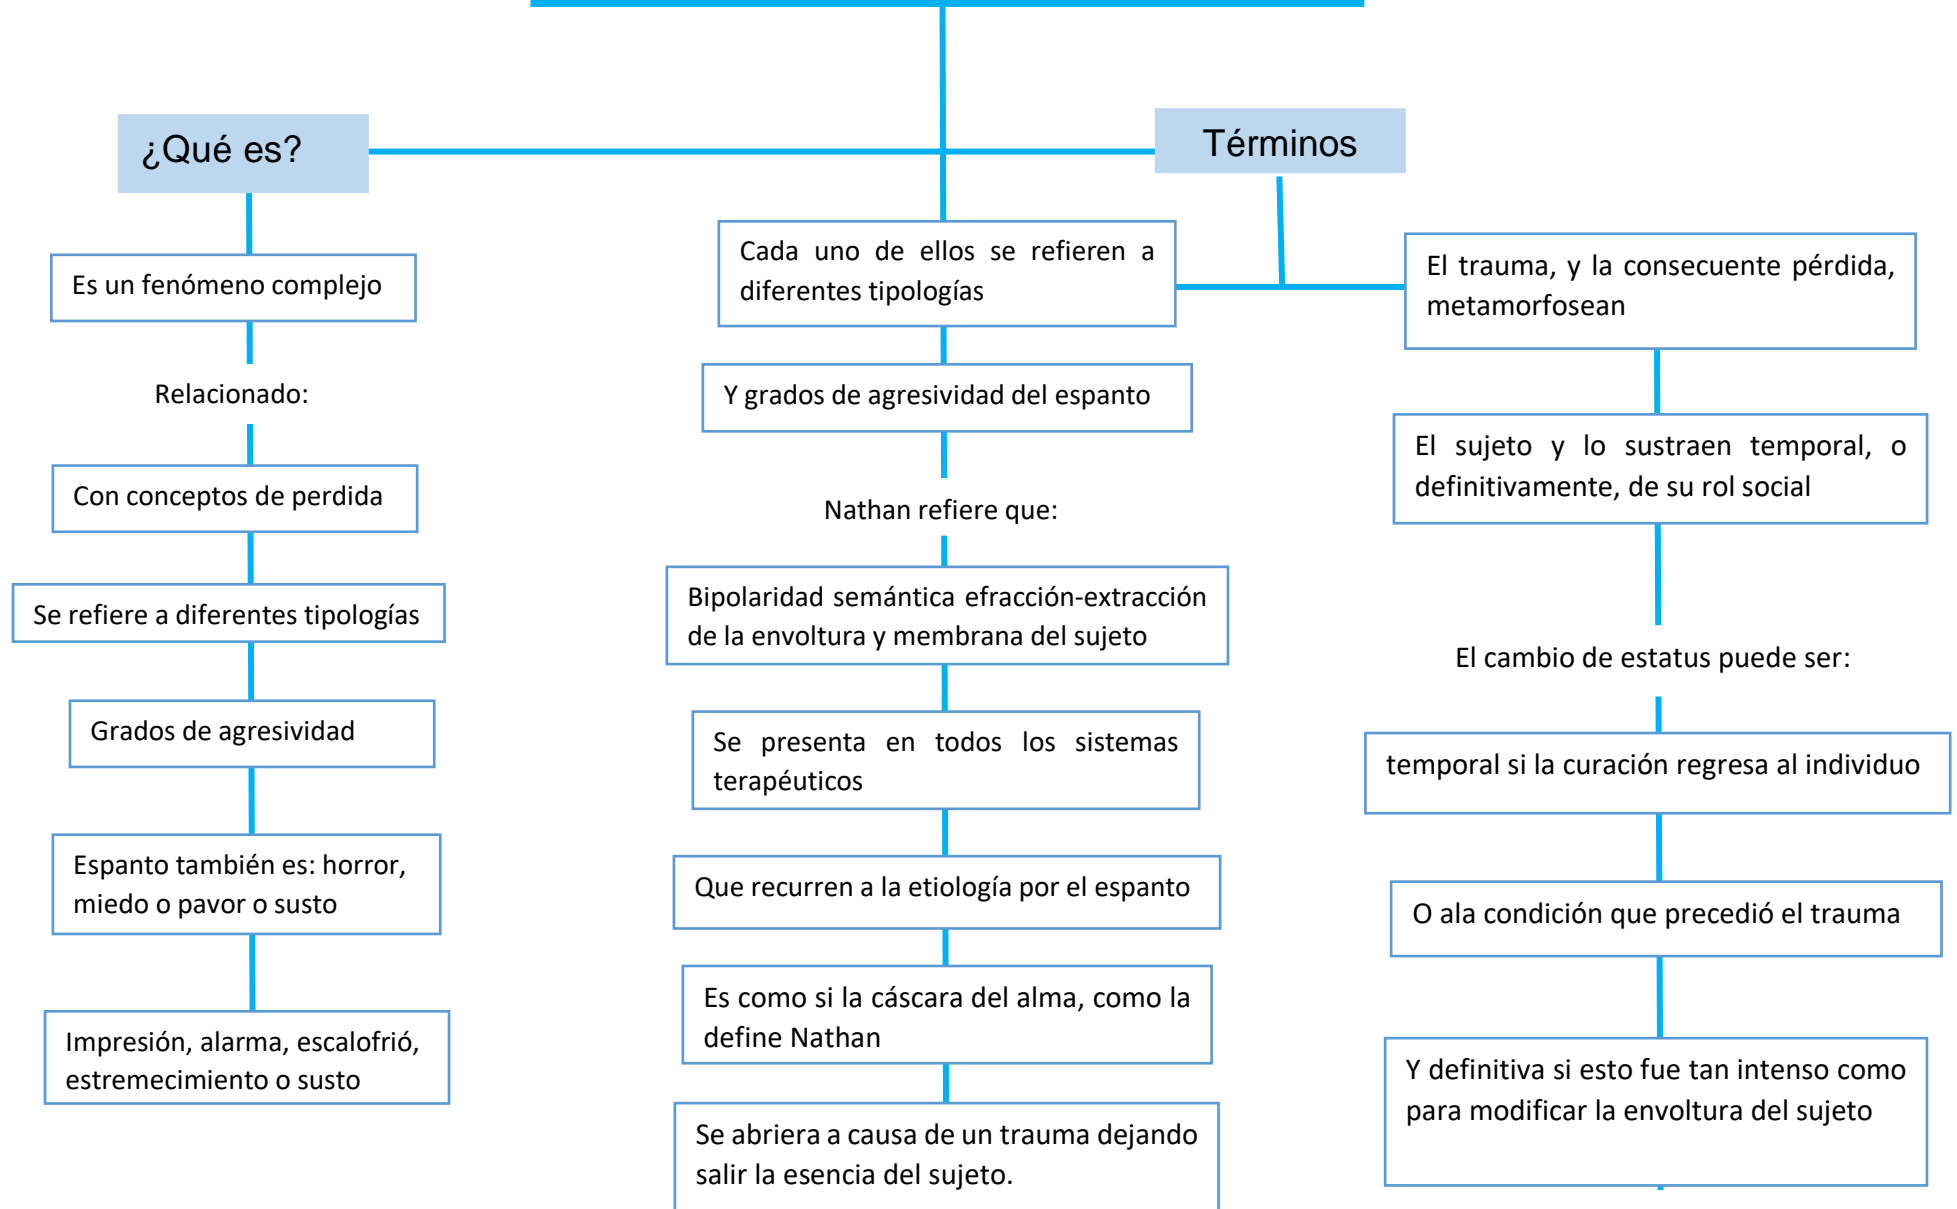 ¿Qué es?
Términos
Es un fenómeno complejo
Relacionado:
Con conceptos de perdida
Se refiere a diferentes tipologías
Grados de agresividad
Espanto también es: horror,
miedo o pavor o susto
Impresión, alarma, escalofrió,
estremecimiento o susto
Cada uno de ellos se refieren a
diferentes tipologías
Y grados de agresividad del espanto
Nathan refiere que:
Bipolaridad semántica efracción-extracción
de la envoltura y membrana del sujeto
Se presenta en todos los sistemas
terapéuticos
Que recurren a la etiología por el espanto
Es como si la cáscara del alma, como la
define Nathan
Se abriera a causa de un trauma dejando
salir la esencia del sujeto.
El trauma, y la consecuente pérdida,
metamorfosean
El sujeto y lo sustraen temporal, o
definitivamente, de su rol social
El cambio de estatus puede ser:
temporal si la curación regresa al individuo
O ala condición que precedió el trauma
Y definitiva si esto fue tan intenso como
para modificar la envoltura del sujeto